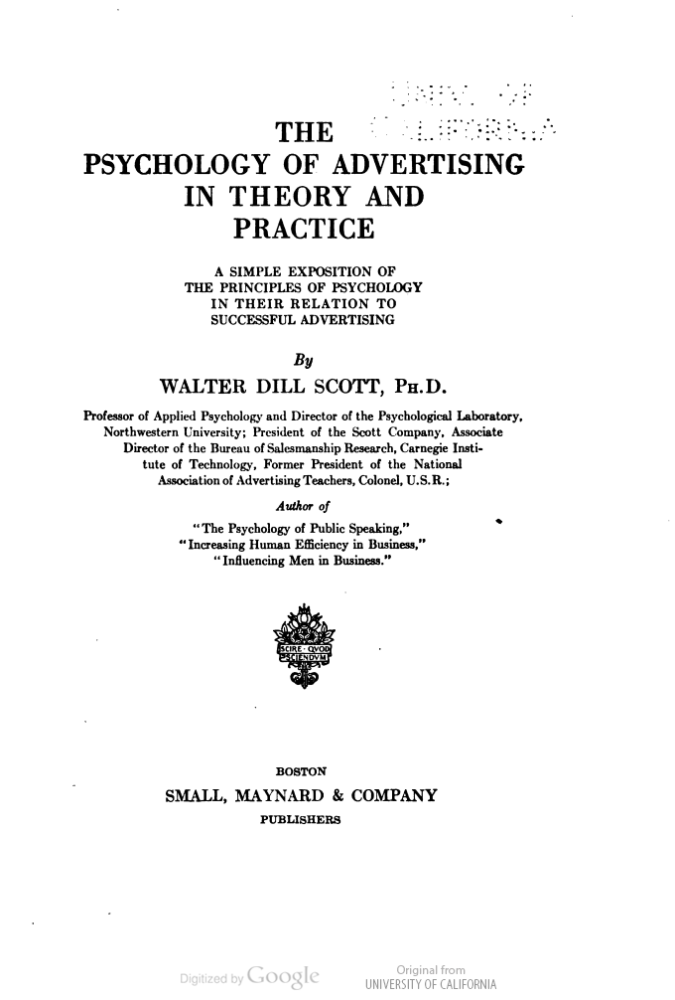 UNIV. OF
CALIFORNIA
THE
PSYCHOLOGY OF ADVERTISING
IN THEORY AND
PRACTICE
A SIMPLE EXPOSITION OF
THE PRINCIPLES OF PSYCHOLOGY
IN THEIR RELATION TO
SUCCESSFUL ADVERTISING
By
WALTER DILL SCOTT, PH.D.
Professor of Applied Psychology and Director of the Psychological Laboratory,
Northwestern University; President of the Scott Company, Associate
Director of the Bureau of Salesmanship Research, Carnegie Insti-
tute of Technology, Former President of the National
Association of Advertising Teachers, Colonel, U.S.R.;
Author of
"The Psychology of Public Speaking,"
"Increasing Human Efficiency in Business,"
"Influencing Men in Business."
SCIRE · QVOD
SCIENDVM
BOSTON
SMALL, MAYNARD & COMPANY
PUBLISHERS
Digitized by Google
Original from
UNIVERSITY OF CALIFORNIA